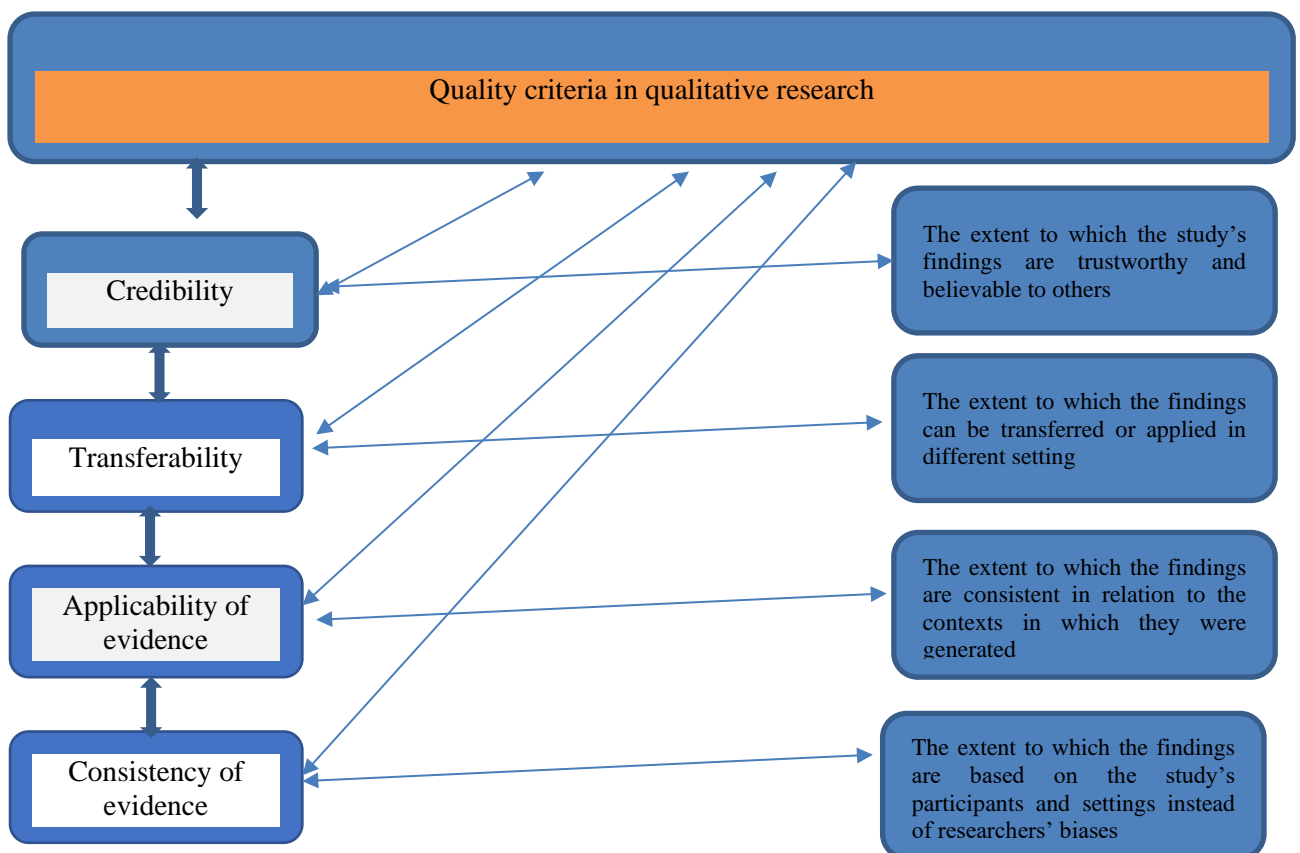 Quality criteria in qualitative research
Credibility
The extent to which the study’s
findings are trustworthy and
believable to others
Transferability
The extent to which the findings
can be transferred or applied in
different setting
Applicability of
evidence
The extent to which the findings
are consistent in relation to the
contexts in which they were
generated
Consistency of
evidence
The extent to which the findings
are based on the study’s
participants and settings instead
of researchers’ biases